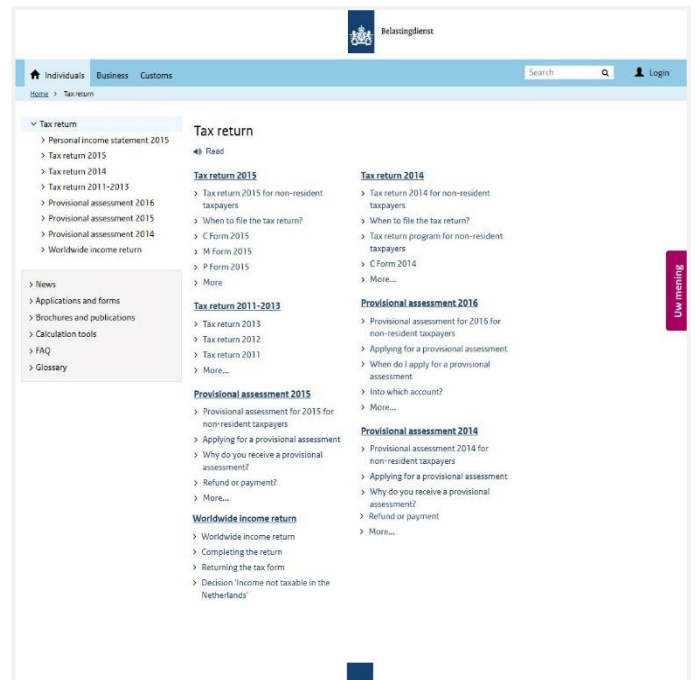 Belastingdienst
Individuals Business Customs Search Login
Home > Tax return
Tax return
> Personal income statement 2015
> Tax return 2015
> Tax return 2014
> Tax return 2011-2013
> Provisional assessment 2016
> Provisional assessment 2015
> Provisional assessment 2014
> Worldwide income return
> News
> Applications and forms
> Brochures and publications
> Calculation tools
> FAQ
> Glossary
Tax return
Read
Tax return 2015
> Tax return 2015 for non-resident
taxpayers
> When to file the tax return?
> C Form 2015
> M Form 2015
> P Form 2015
> More
Tax return 2011-2013
> Tax return 2013
> Tax return 2012
> Tax return 2011
> More...
Provisional assessment 2015
> Provisional assessment for 2015 for
non-resident taxpayers
> Applying for a provisional assessment
> Why do you receive a provisional
assessment?
> Refund or payment?
> More...
Worldwide income return
> Worldwide income return
> Completing the return
> Returning the tax form
> Decision 'Income not taxable in the
Netherlands'
Tax return 2014
> Tax return 2014 for non-resident
taxpayers
> When to file the tax return?
> Tax return program for non-resident
taxpayers
> C Form 2014
> More...
Provisional assessment 2016
> Provisional assessment for 2016 for
non-resident taxpayers
> Applying for a provisional assessment
> When do I apply for a provisional
assessment
> Into which account?
> More...
Provisional assessment 2014
> Provisional assessment 2014 for
non-resident taxpayers
> Applying for a provisional assessment
> Why do you receive a provisional
assessment?
> Refund or payment
> More...
Uw mening